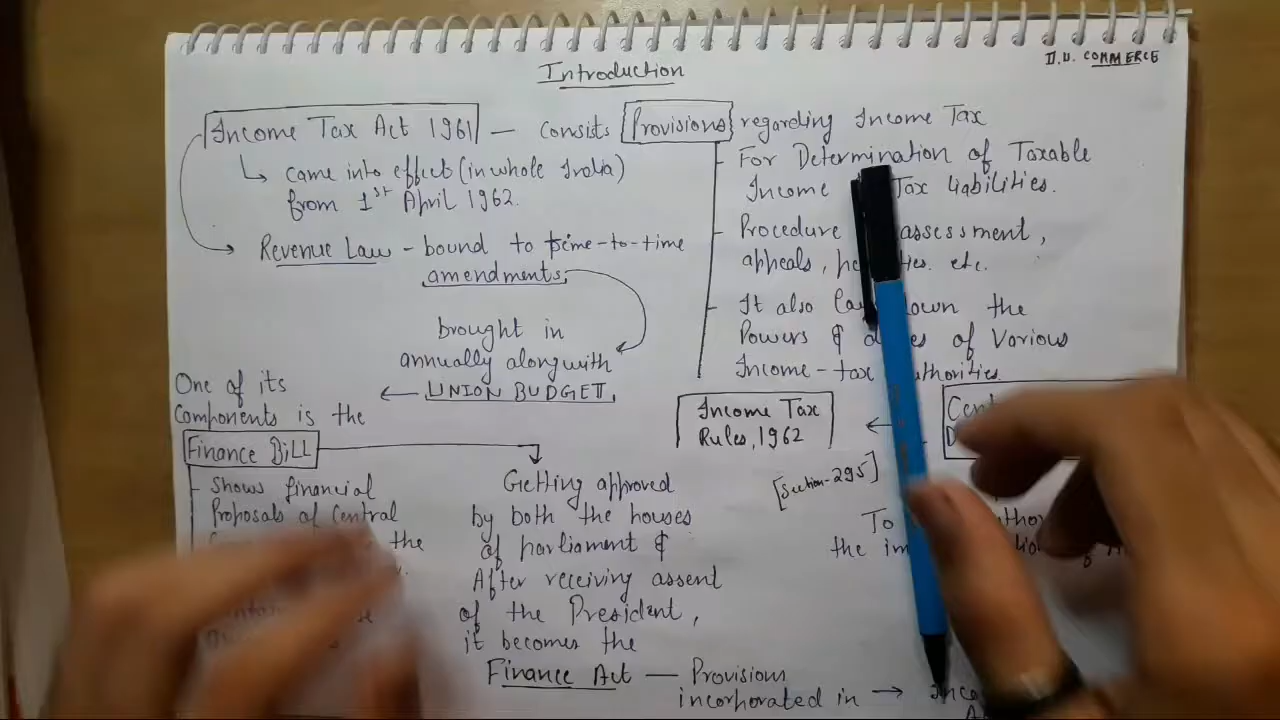 D.U. COMMERCE
Introduction
Income Tax Act 1961 — consists Provisions regarding Income Tax
came into effect (in whole India)
from 1st April 1962.
Revenue Law - bound to time-to-time
amendments
brought in
annually alongwith
UNION BUDGET
For Determination of Taxable
Income Tax liabilities.
Procedure assessment,
appeals, etc.
It also down the
Powers & of Various
Income-tax
One of its
Components is the
Finance Bill
Shows financial
Proposals of Central
the
Getting approved
by both the houses
of parliament &
After receiving assent
of the President,
it becomes the
Finance Act — Provisions
incorporated in →
Income Tax
Rules, 1962
[Section-295]
To
the